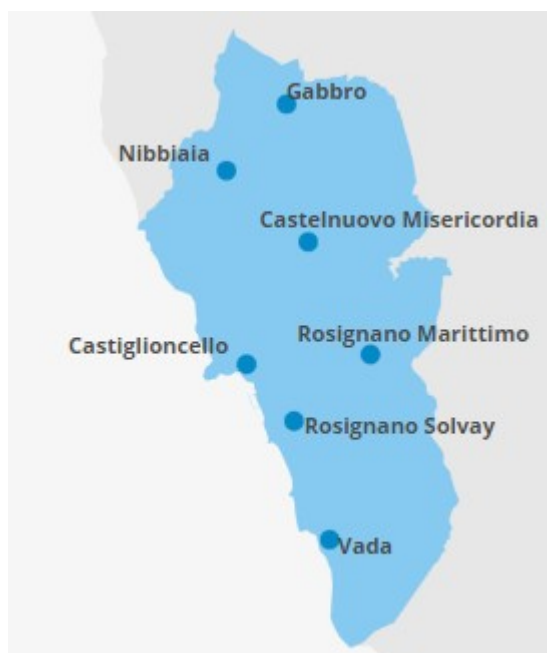 Gabbro
Nibbiaia
Castelnuovo Misericordia
Rosignano Marittimo
Castiglioncello
Rosignano Solvay
Vada